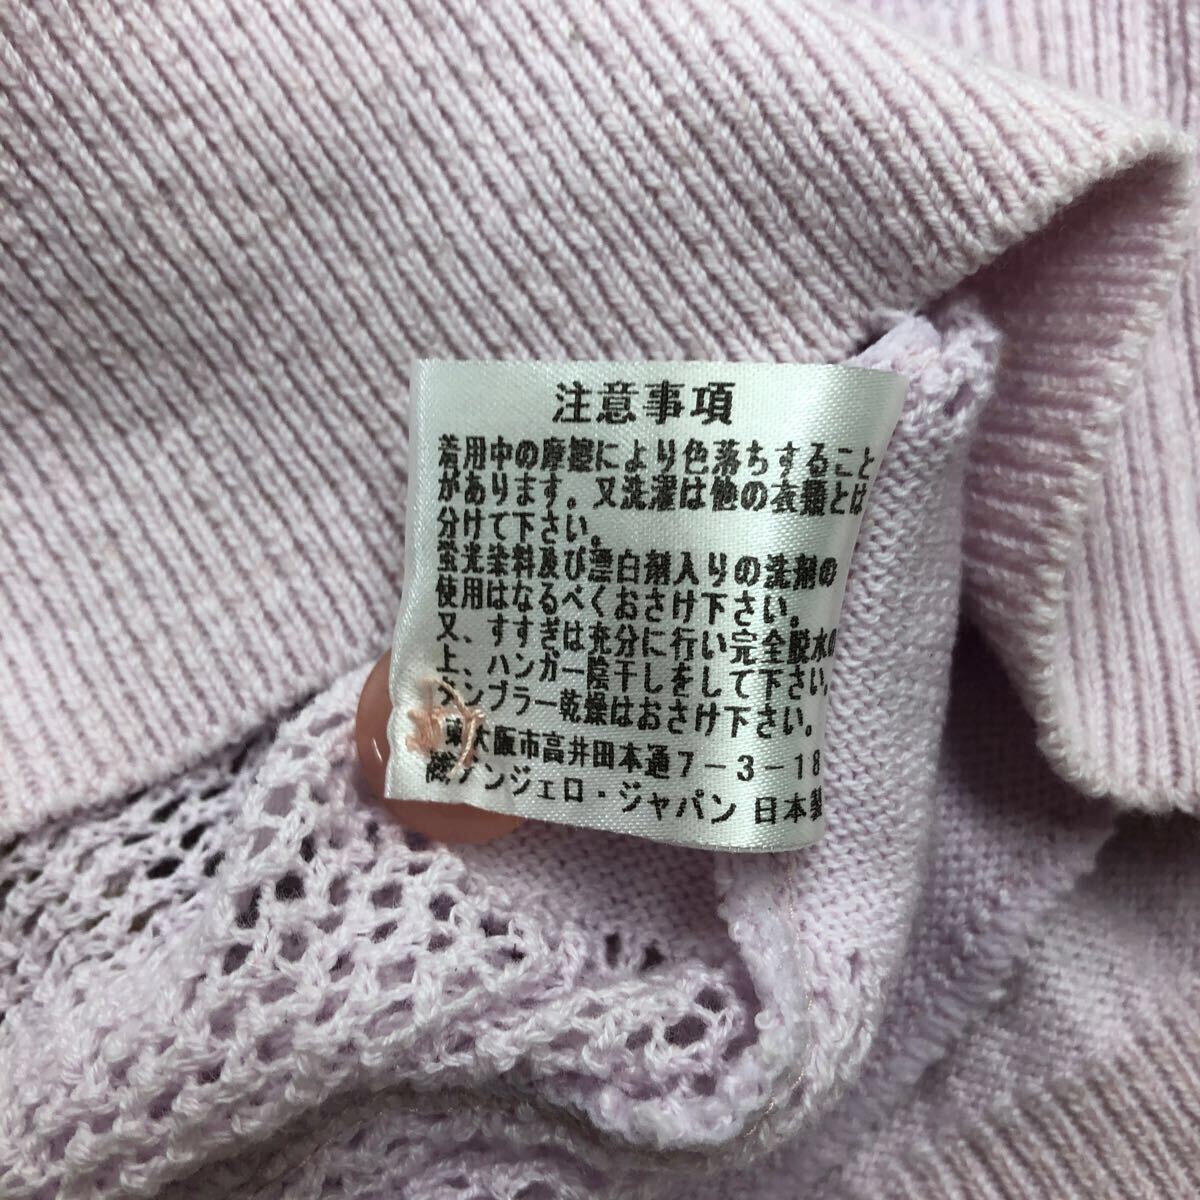 注意事項
着用中の摩擦により色落ちすること
があります。又洗濯は他の衣類とは
分けて下さい。
蛍光染料及び漂白剤入りの洗剤の
使用はなるべくおさけ下さい。
又、すすぎは充分に行い完全脱水の
上、ハンガー陰干しをして下さい。
タンブラー乾燥はおさけ下さい。
東大阪市高井田本通7-3-18
ンジェロ・ジャパン 日本製